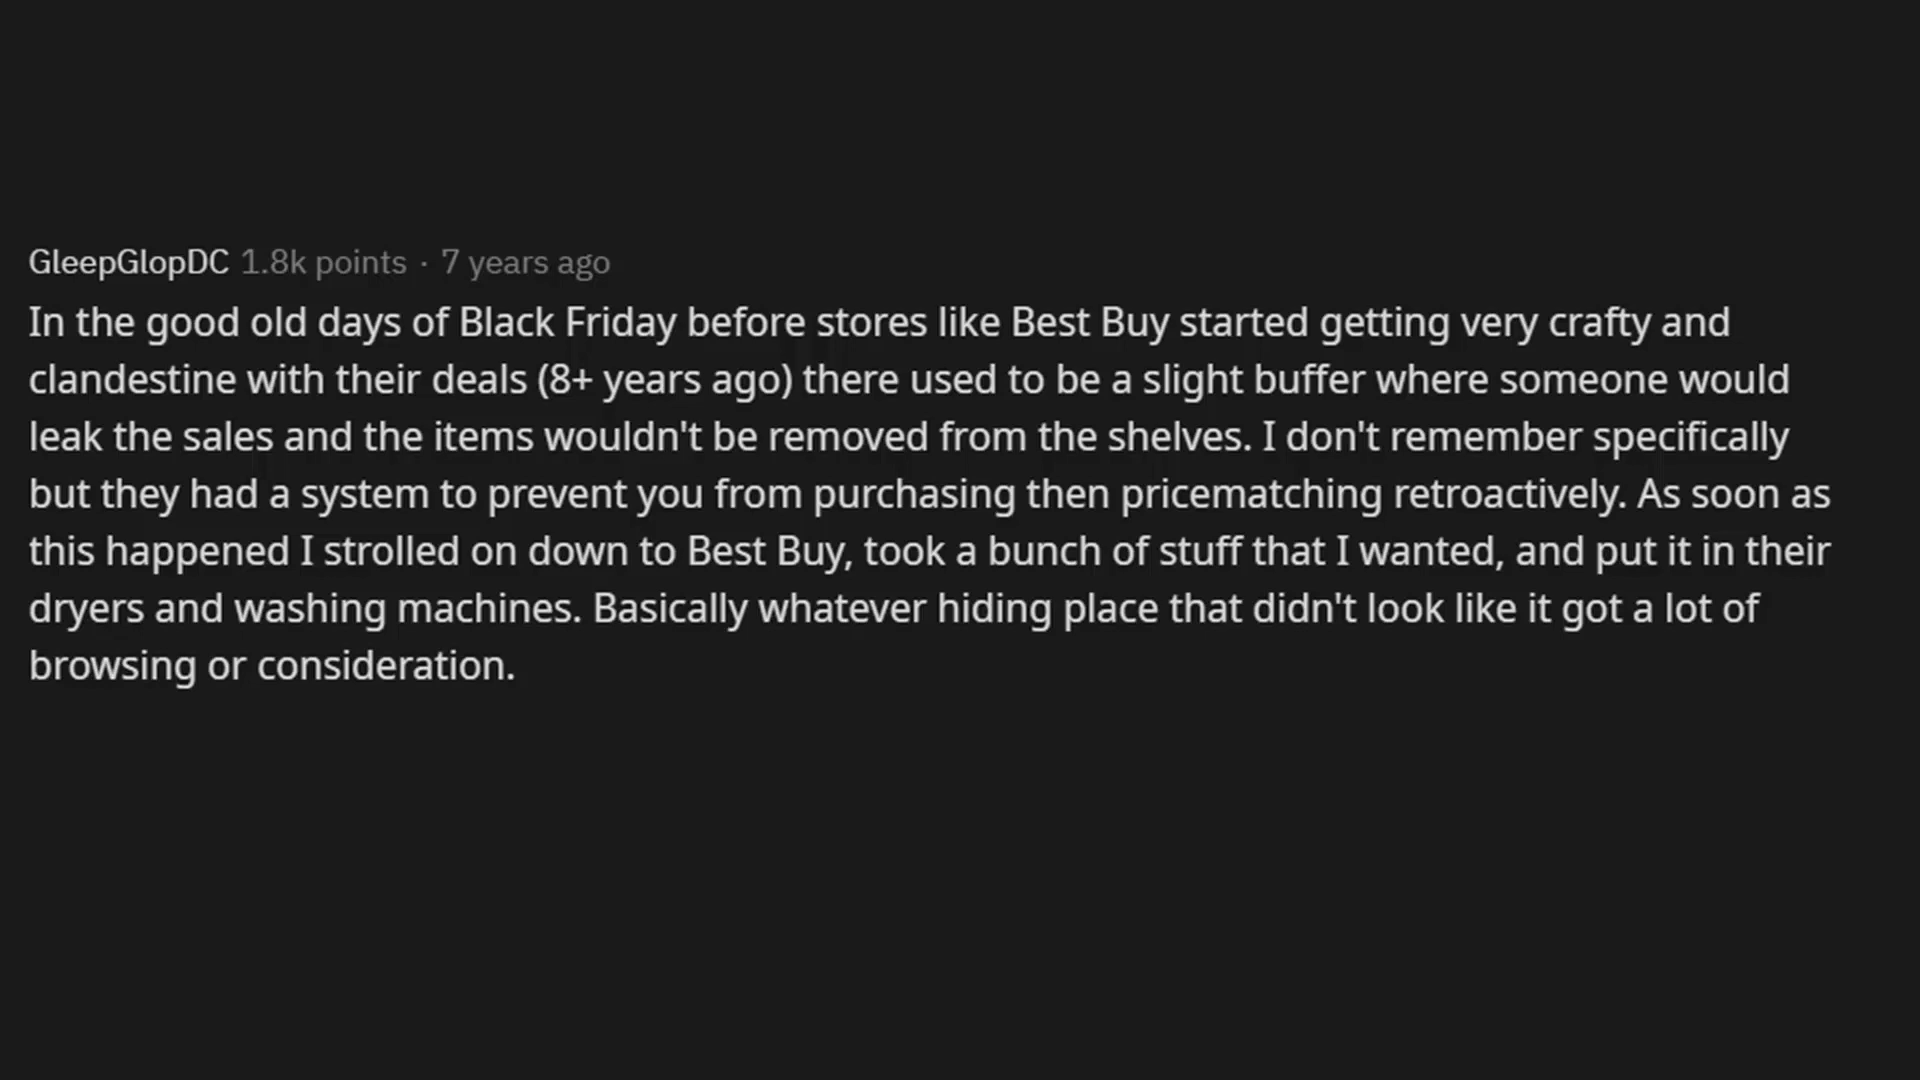 GleepGlopDC 1.8k points · 7 years ago
In the good old days of Black Friday before stores like Best Buy started getting very crafty and
clandestine with their deals (8+ years ago) there used to be a slight buffer where someone would
leak the sales and the items wouldn't be removed from the shelves. I don't remember specifically
but they had a system to prevent you from purchasing then pricematching retroactively. As soon as
this happened I strolled on down to Best Buy, took a bunch of stuff that I wanted, and put it in their
dryers and washing machines. Basically whatever hiding place that didn't look like it got a lot of
browsing or consideration.